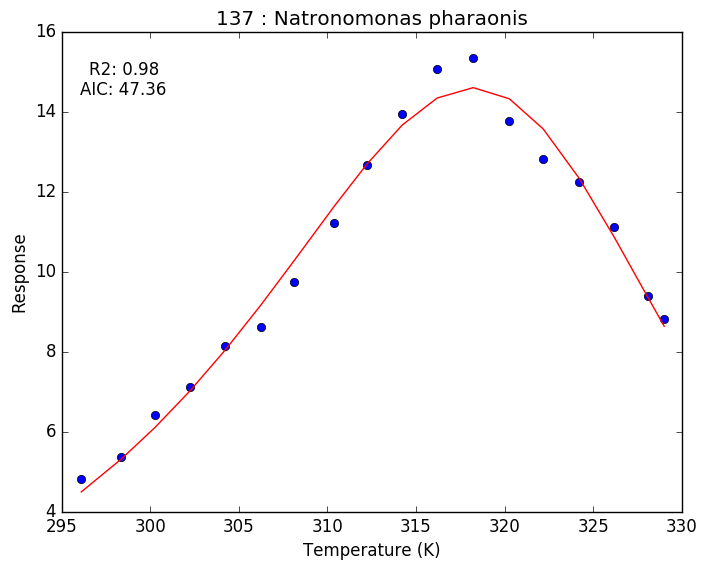 137 : Natronomonas pharaonis
R2: 0.98
AIC: 47.36
Response
16
14
12
10
8
6
4
295 300 305 310 315 320 325 330
Temperature (K)